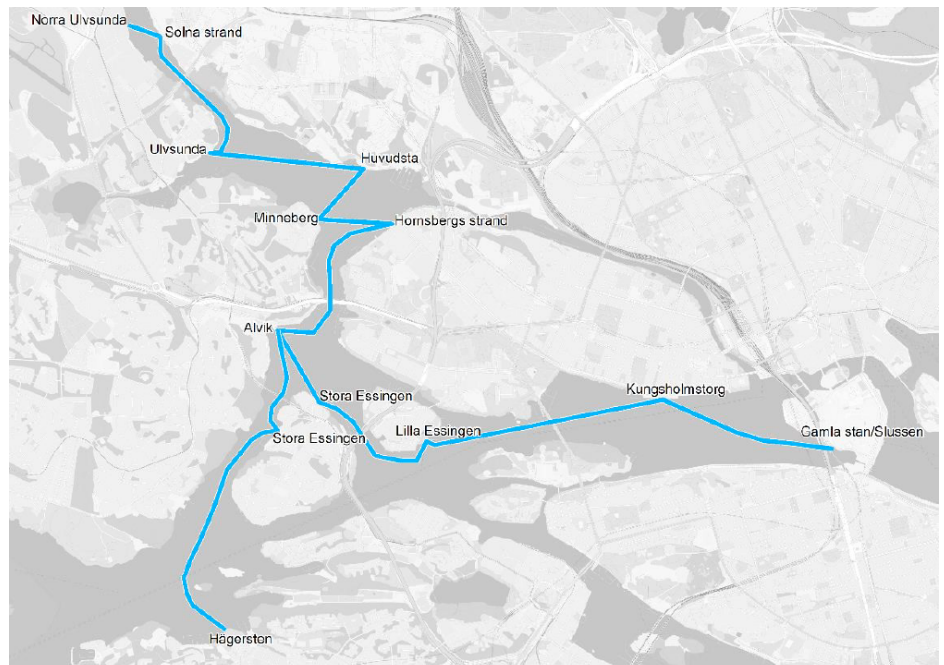 Norra Ulvsunda
Solna strand
Ulvsunda
Huvudsta
Minneberg
Hornsbergs strand
Alvik
Kungsholmstorg
Stora Essingen
Lilla Essingen
Gamla stan/Slussen
Stora Essingen
Hägersten